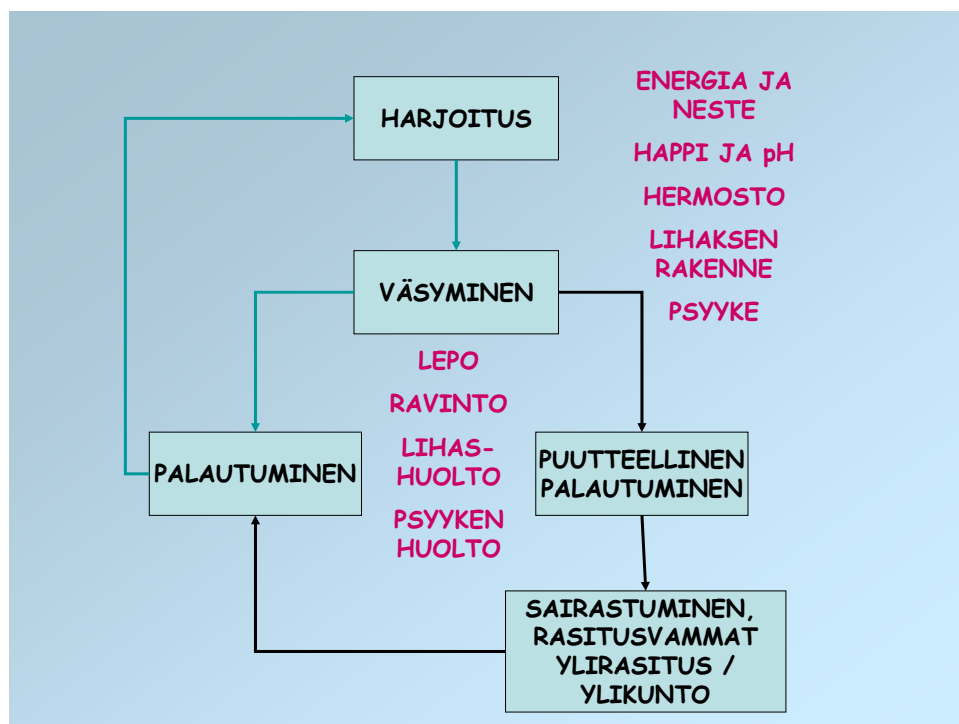 HARJOITUS
ENERGIA JA
NESTE
HAPPI JA pH
HERMOSTO
LIHAKSEN
RAKENNE
PSYYKE
VÄSYMINEN
LEPO
RAVINTO
LIHAS-
HUOLTO
PSYYKEN
HUOLTO
PALAUTUMINEN
PUUTTEELLINEN
PALAUTUMINEN
SAIRASTUMINEN,
RASITUSVAMMAT
YLIRASITUS /
YLIKUNTO